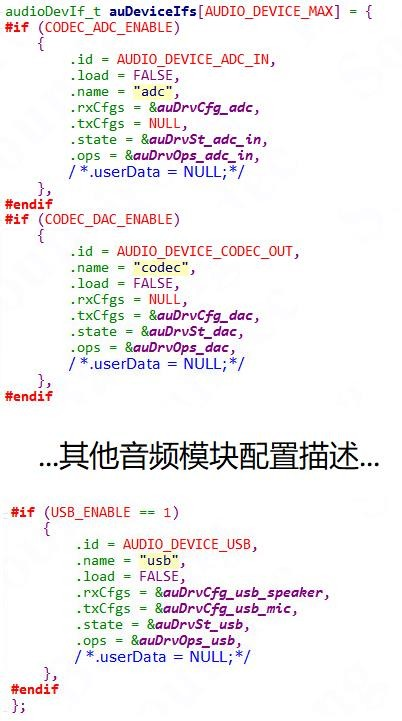 audioDevIf_t auDeviceIfs[AUDIO_DEVICE_MAX] = {
#if (CODEC_ADC_ENABLE)
    {
        .id = AUDIO_DEVICE_ADC_IN,
        .load = FALSE,
        .name = "adc",
        .rxCfgs = &auDrvCfg_adc,
        .txCfgs = NULL,
        .state = &auDrvSt_adc_in,
        .ops = &auDrvOps_adc_in,
        /*.userData = NULL;*/
    },
#endif
#if (CODEC_DAC_ENABLE)
    {
        .id = AUDIO_DEVICE_CODEC_OUT,
        .name = "codec",
        .load = FALSE,
        .rxCfgs = NULL,
        .txCfgs = &auDrvCfg_dac,
        .state = &auDrvSt_dac,
        .ops = &auDrvOps_dac,
        /*.userData = NULL;*/
    },
#endif
...其他音频模块配置描述...
#if (USB_ENABLE == 1)
    {
        .id = AUDIO_DEVICE_USB,
        .name = "usb",
        .load = FALSE,
        .rxCfgs = &auDrvCfg_usb_speaker,
        .txCfgs = &auDrvCfg_usb_mic,
        .state = &auDrvSt_usb,
        .ops = &auDrvOps_usb,
        /*.userData = NULL;*/
    },
#endif
};